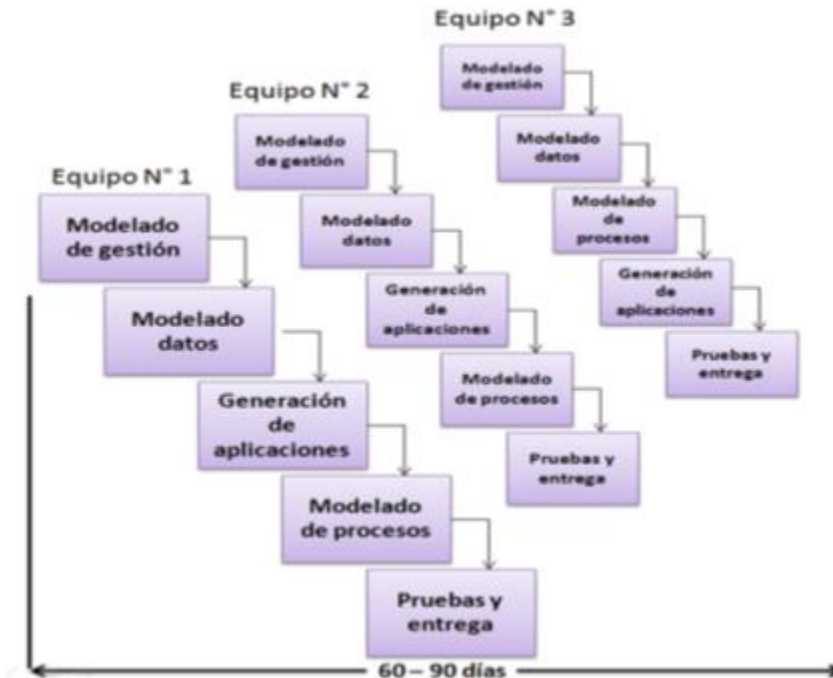 Equipo N° 3
Modelado
de gestión
Modelado
datos
Modelado
de
procesos
Generación
de
aplicaciones
Pruebas y
entrega
Equipo N° 2
Modelado
de gestión
Modelado
datos
Generación
de
aplicaciones
Modelado
de procesos
Pruebas y
entrega
Equipo N° 1
Modelado
de gestión
Modelado
datos
Generación
de
aplicaciones
Modelado
de procesos
Pruebas y
entrega
60 – 90 días